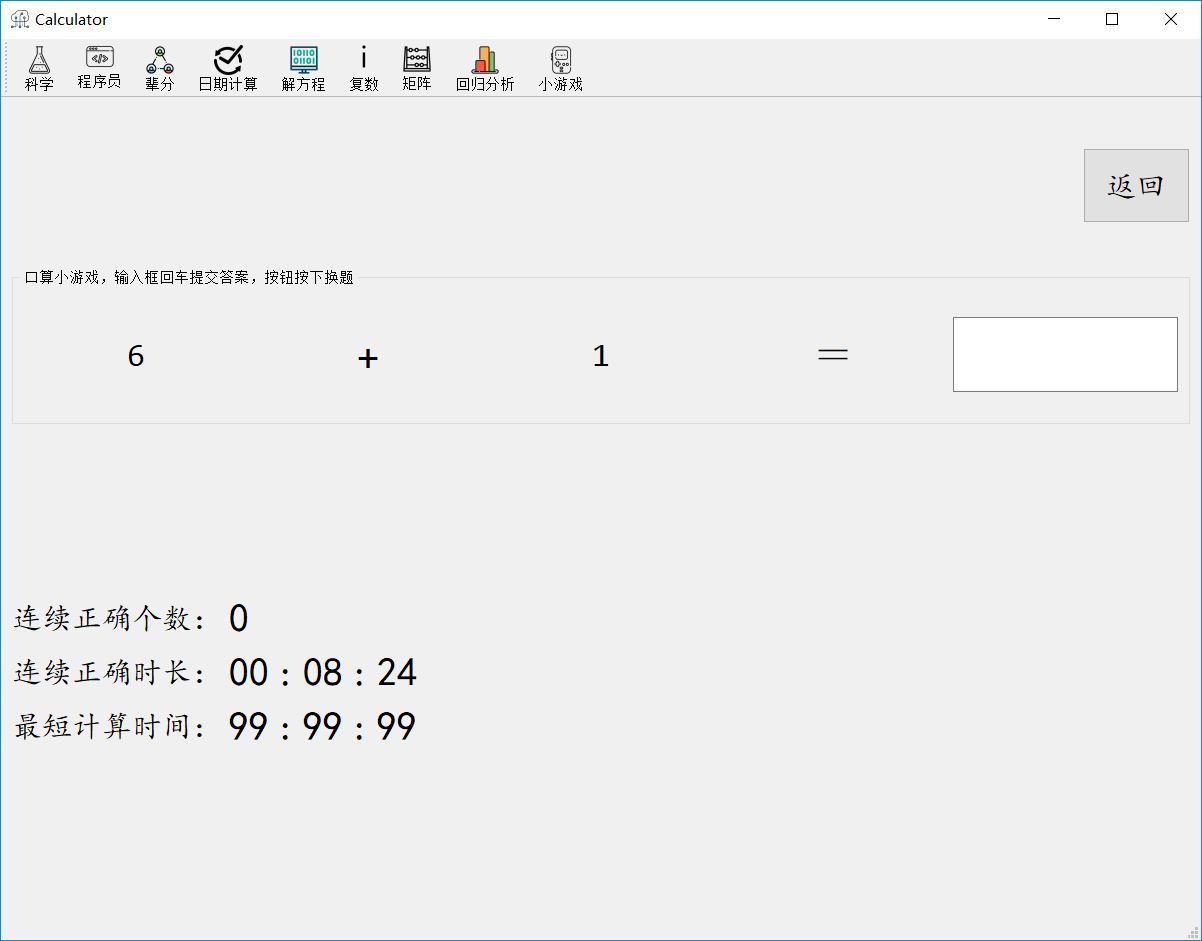 Calculator
科学 程序员 辈分 日期计算 解方程 复数 矩阵 回归分析 小游戏
返回
口算小游戏，输入框回车提交答案，按钮按下换题
6 + 1 =
连续正确个数： 0
连续正确时长： 00 : 08 : 24
最短计算时间： 99 : 99 : 99